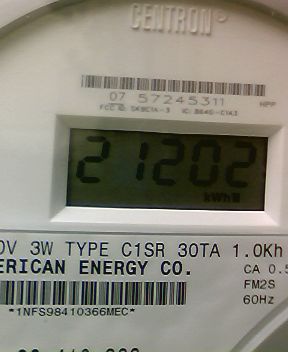 CENTRON
07 57245311
HPP
21202
kWh
0V 3W TYPE C1SR 30TA 1.0Kh
ERICAN ENERGY CO.
CA 0.5
FM2S
60Hz
*1NFS98410366MEC*